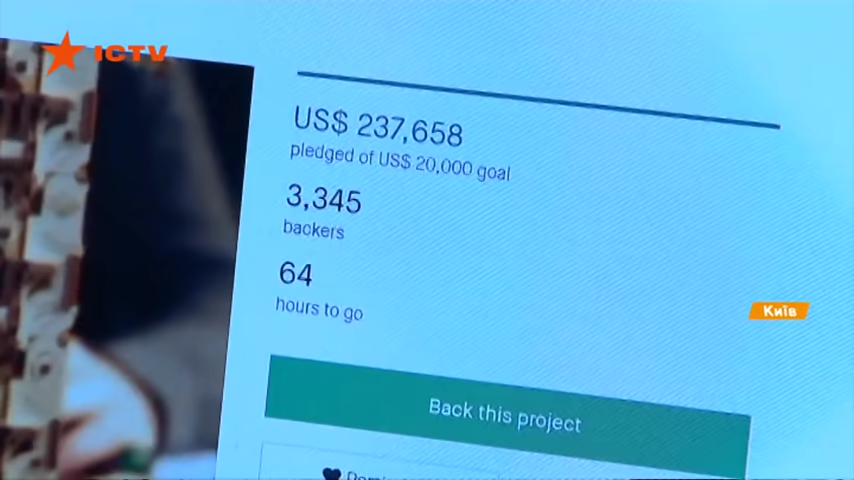 ICTV
US$ 237,658
pledged of US$ 20,000 goal
3,345
backers
64
hours to go
Київ
Back this project